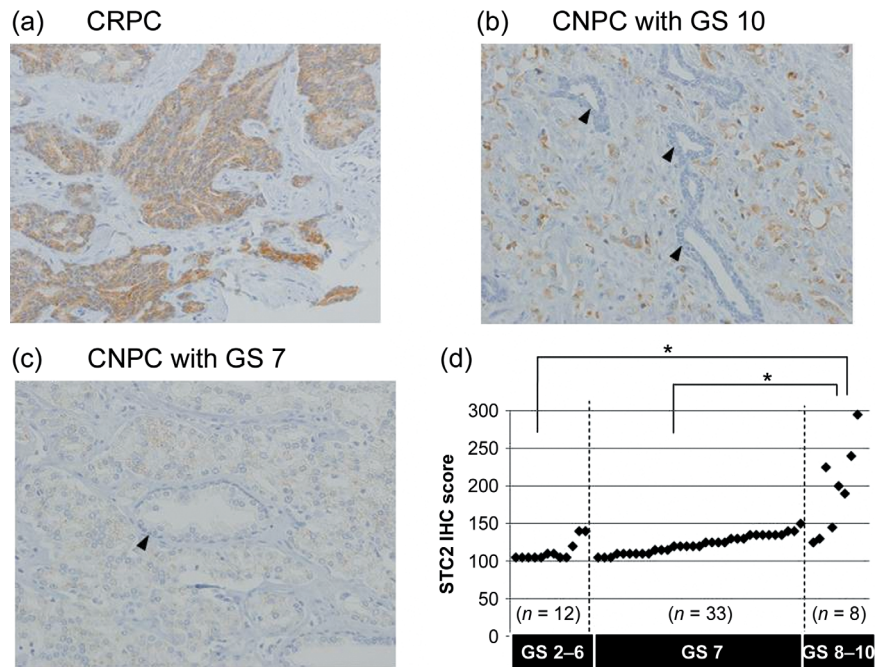 (a) CRPC
(b) CNPC with GS 10
(c) CNPC with GS 7
(d)
*
*
STC2 IHC score
300
250
200
150
100
50
0
(n = 12)
(n = 33)
(n = 8)
GS 2–6
GS 7
GS 8–10